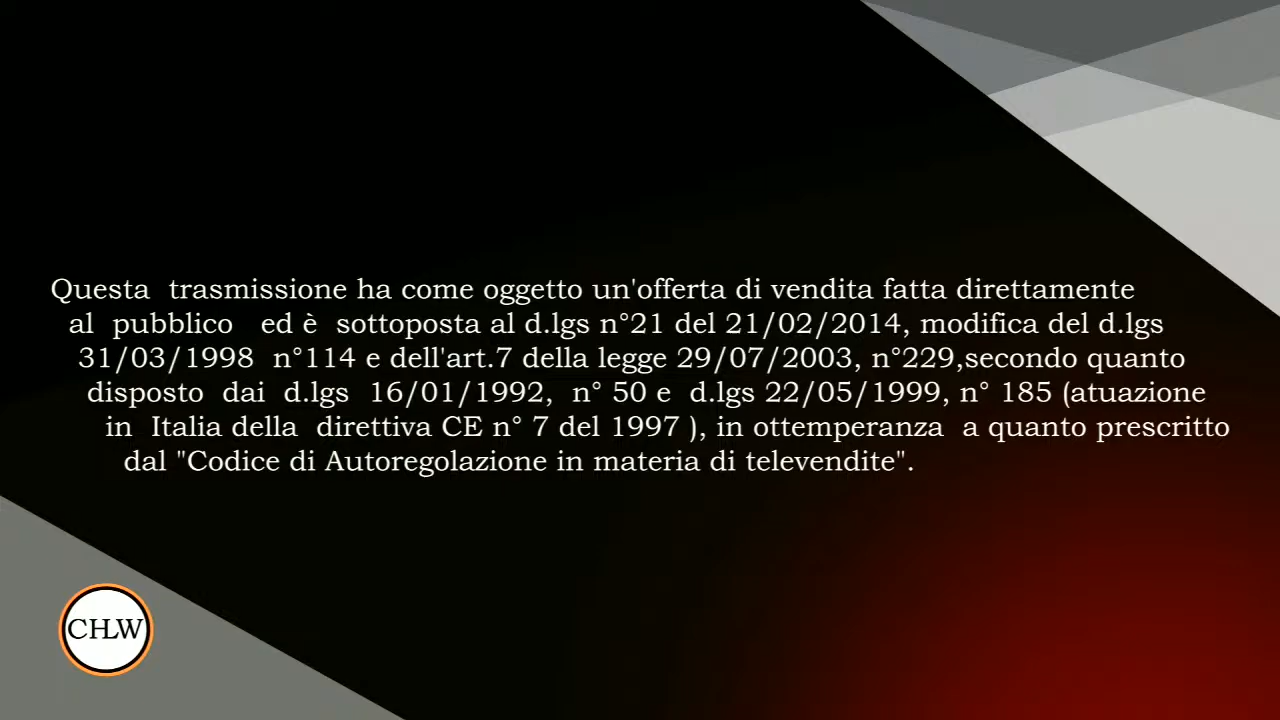 Questa trasmissione ha come oggetto un'offerta di vendita fatta direttamente
al pubblico ed è sottoposta al d.lgs n°21 del 21/02/2014, modifica del d.lgs
31/03/1998 n°114 e dell'art.7 della legge 29/07/2003, n°229,secondo quanto
disposto dai d.lgs 16/01/1992, n° 50 e d.lgs 22/05/1999, n° 185 (atuazione
in Italia della direttiva CE n° 7 del 1997 ), in ottemperanza a quanto prescritto
dal "Codice di Autoregolazione in materia di televendite".
CHLW